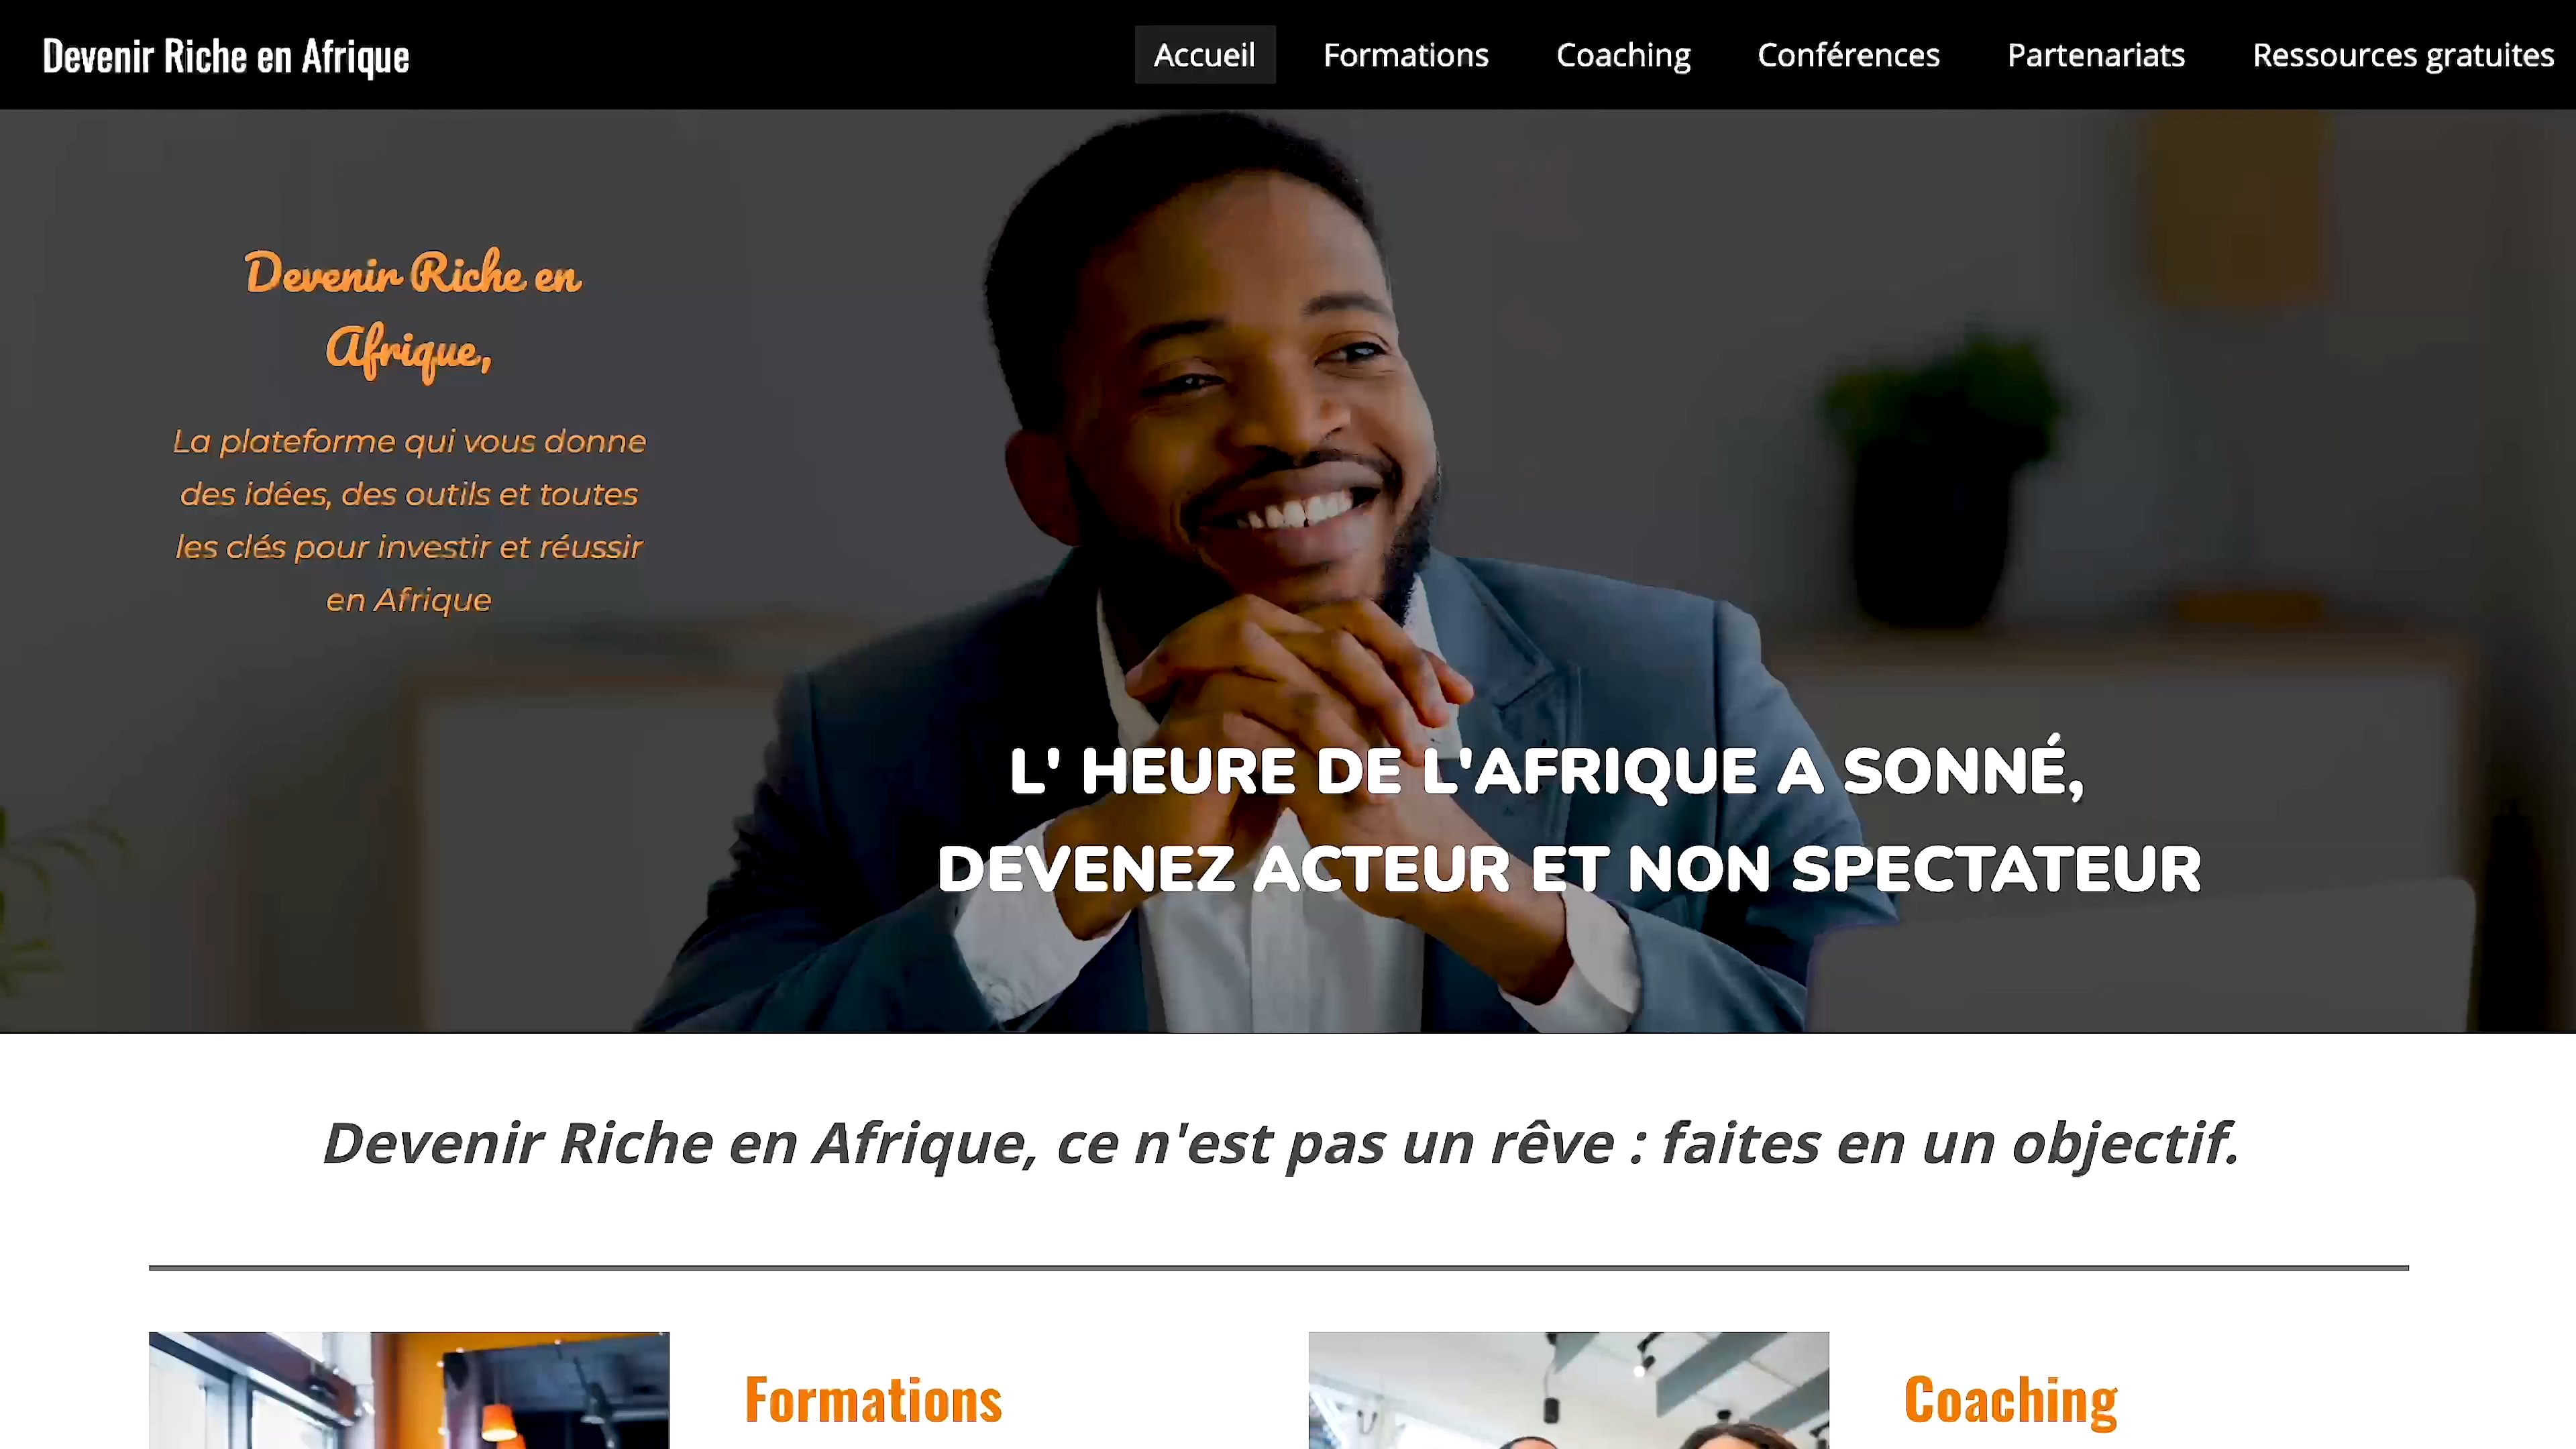 Devenir Riche en Afrique
Accueil
Formations
Coaching
Conférences
Partenariats
Ressources gratuites
Devenir Riche en
Afrique,
La plateforme qui vous donne
des idées, des outils et toutes
les clés pour investir et réussir
en Afrique
L' HEURE DE L'AFRIQUE A SONNÉ,
DEVENEZ ACTEUR ET NON SPECTATEUR
Devenir Riche en Afrique, ce n'est pas un rêve : faites en un objectif.
Formations
Coaching